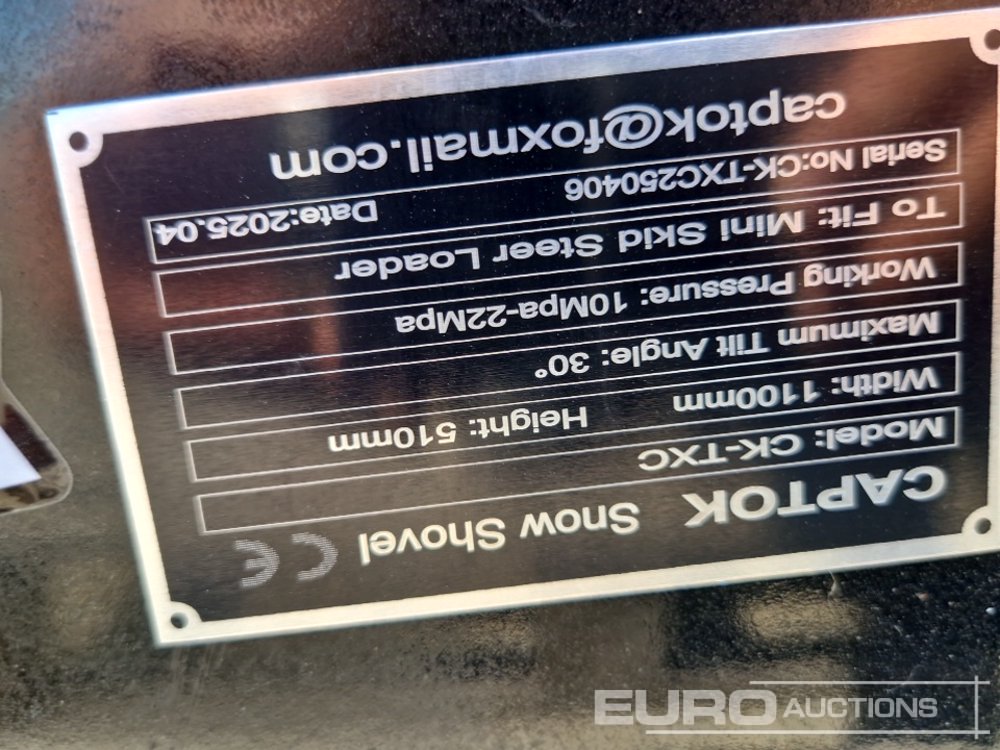 CAPTOK Snow Shovel CE
Model: CK-TXC
Width: 1100mm Height: 510mm
Maximum Tilt Angle: 30°
Working Pressure: 10Mpa-22Mpa
To Fit: Mini Skid Steer Loader
Serial No:CK-TXC250406 Date:2025.04
captok@foxmail.com
EURO AUCTIONS